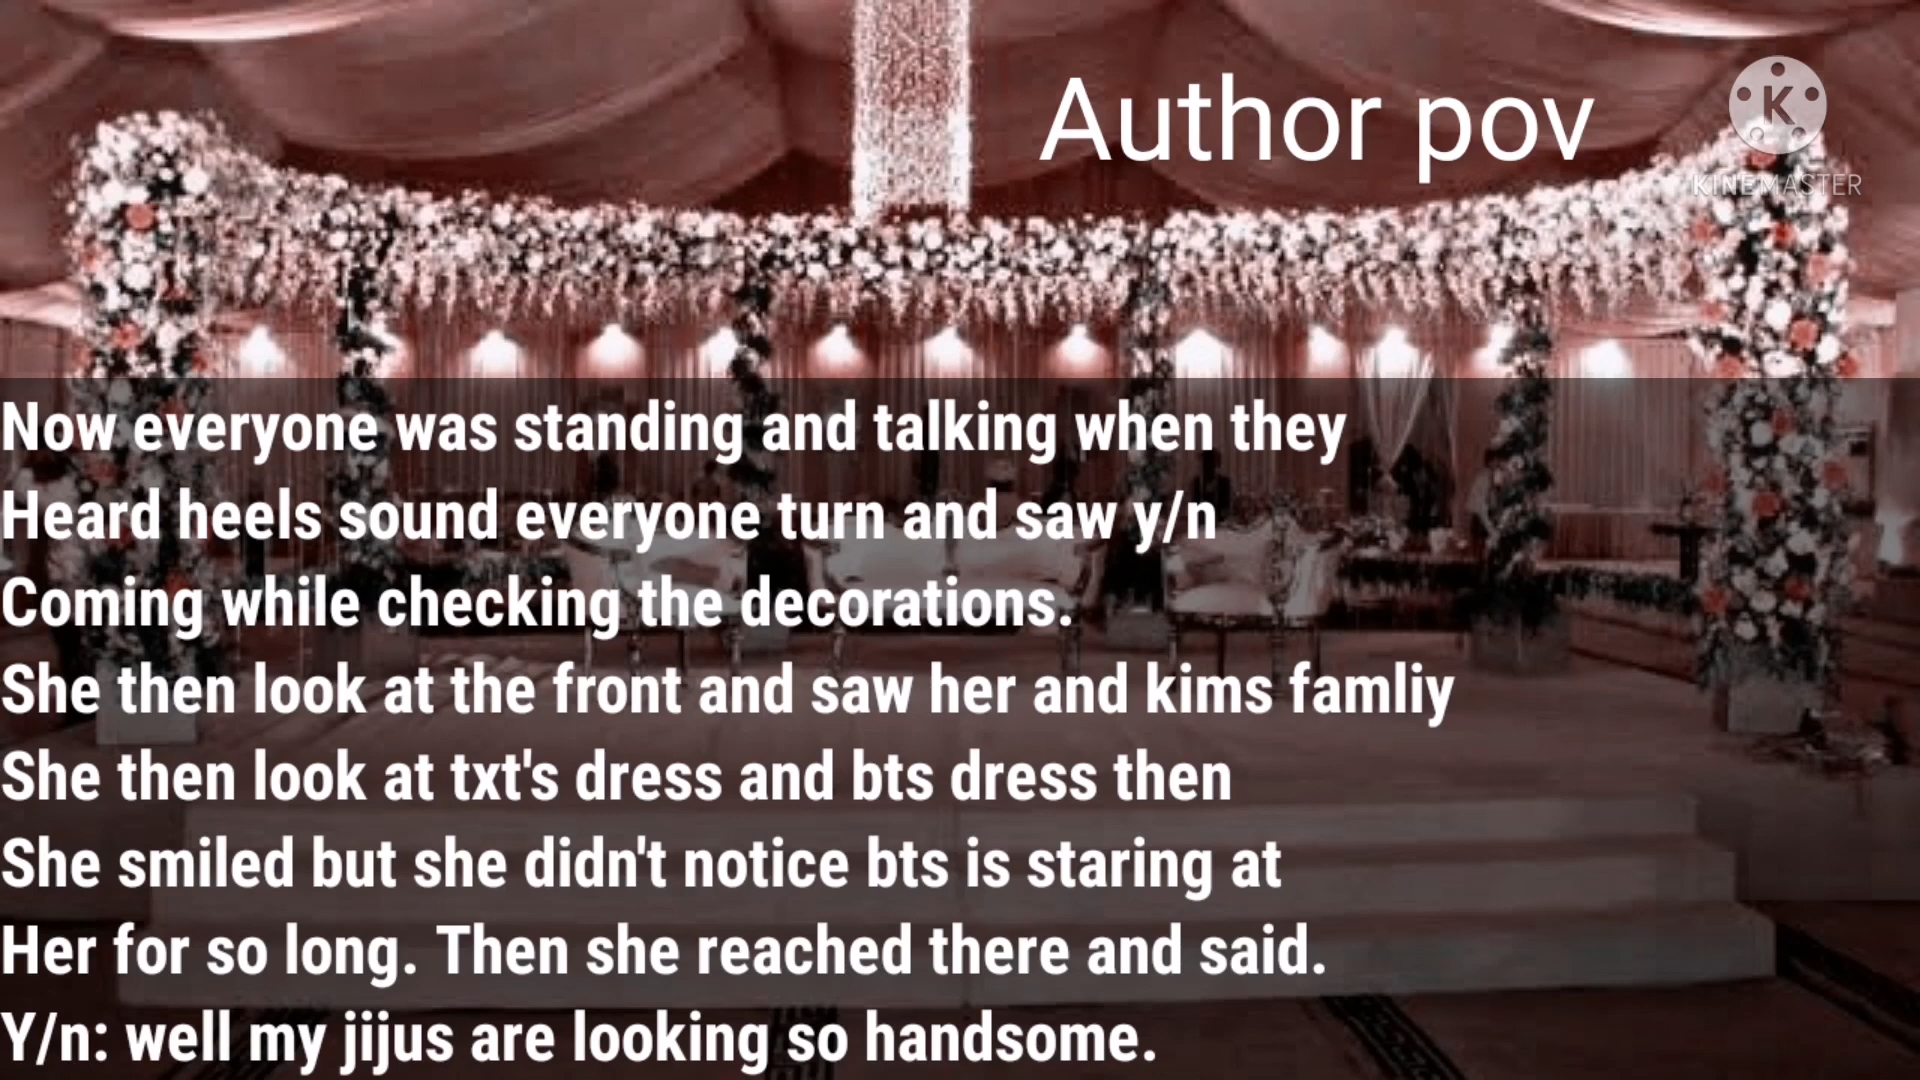 Author pov
KINEMASTER
Now everyone was standing and talking when they
Heard heels sound everyone turn and saw y/n
Coming while checking the decorations.
She then look at the front and saw her and kims famliy
She then look at txt's dress and bts dress then
She smiled but she didn't notice bts is staring at
Her for so long. Then she reached there and said.
Y/n: well my jijus are looking so handsome.